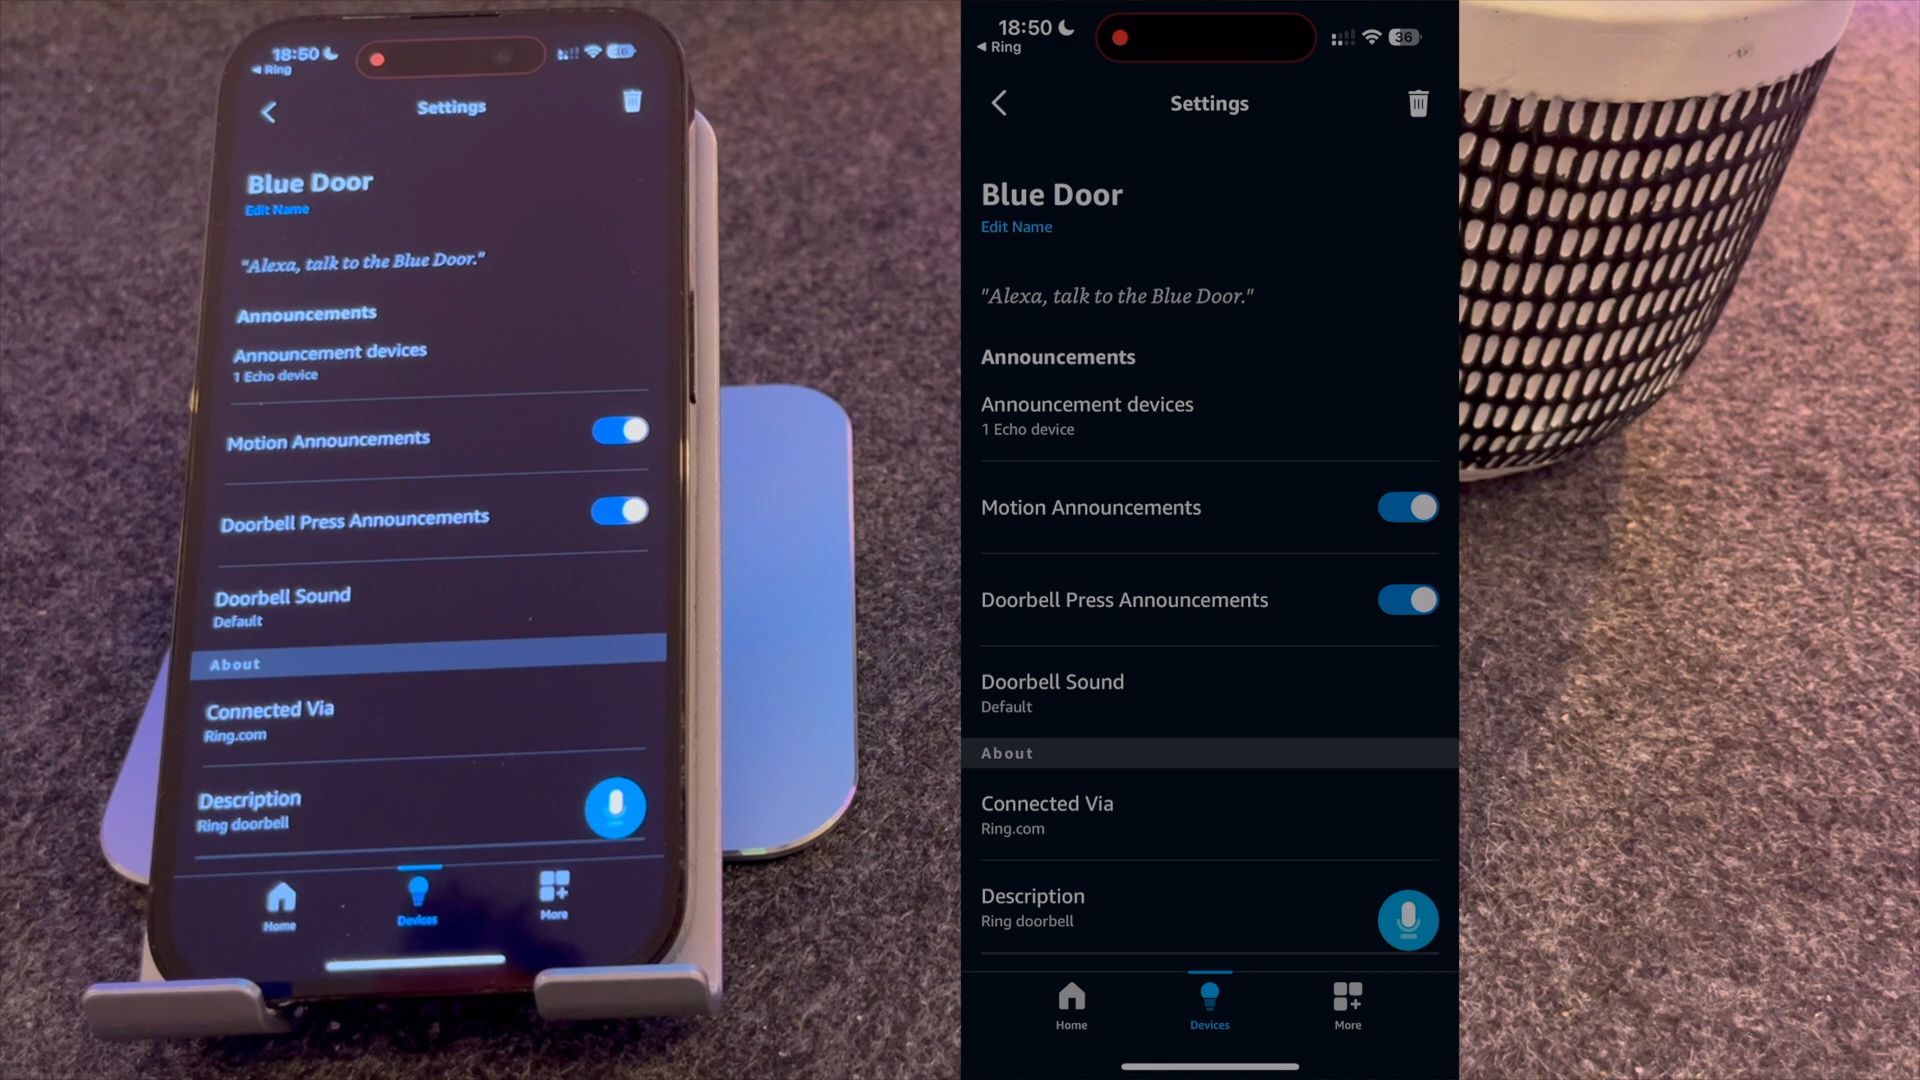 18:50
Ring
36
Settings
Blue Door
Edit Name
"Alexa, talk to the Blue Door."
Announcements
Announcement devices
1 Echo device
Motion Announcements
Doorbell Press Announcements
Doorbell Sound
Default
About
Connected Via
Ring.com
Description
Ring doorbell
Home
Devices
More
18:50
Ring
36
Settings
Blue Door
Edit Name
"Alexa, talk to the Blue Door."
Announcements
Announcement devices
1 Echo device
Motion Announcements
Doorbell Press Announcements
Doorbell Sound
Default
About
Connected Via
Ring.com
Description
Ring doorbell
Home
Devices
More